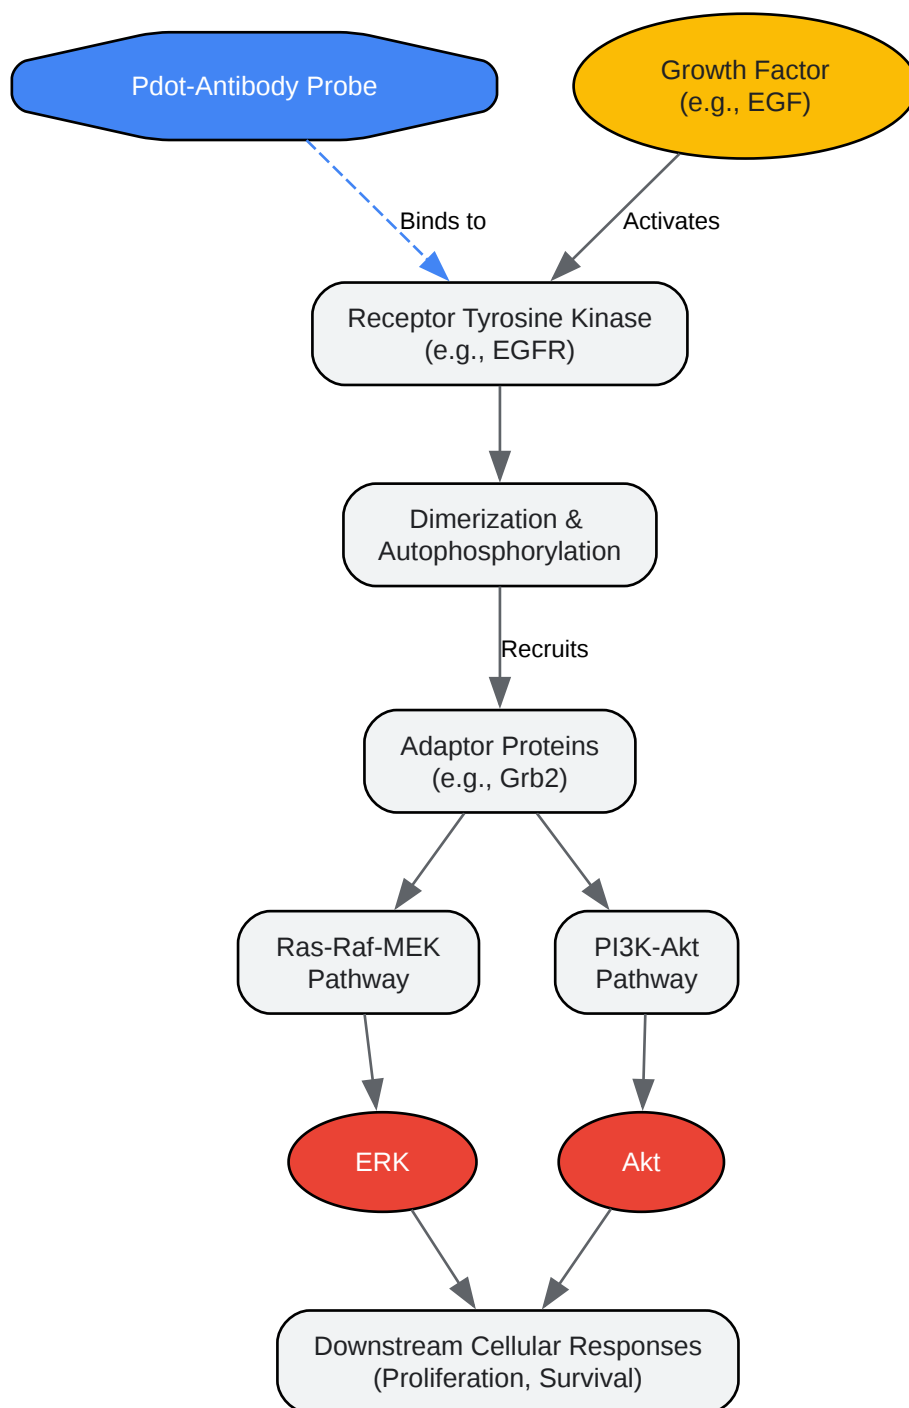 Pdot-Antibody Probe
Growth Factor
(e.g., EGF)
Binds to
Activates
Receptor Tyrosine Kinase
(e.g., EGFR)
Dimerization &
Autophosphorylation
Recruits
Adaptor Proteins
(e.g., Grb2)
Ras-Raf-MEK
Pathway
PI3K-Akt
Pathway
ERK
Akt
Downstream Cellular Responses
(Proliferation, Survival)